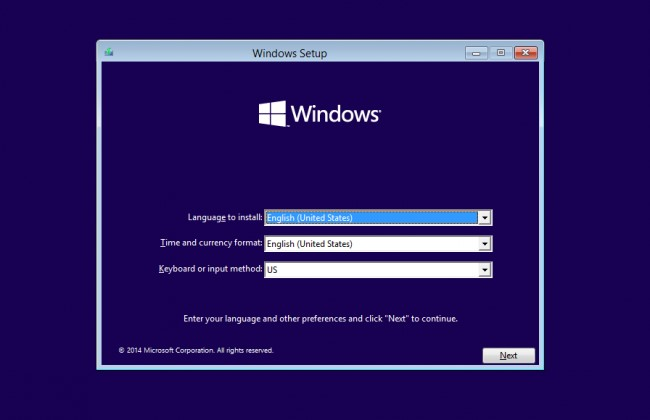 Windows Setup
Windows
Language to install: English (United States)
Time and currency format: English (United States)
Keyboard or input method: US
Enter your language and other preferences and click "Next" to continue.
© 2014 Microsoft Corporation. All rights reserved.
Next